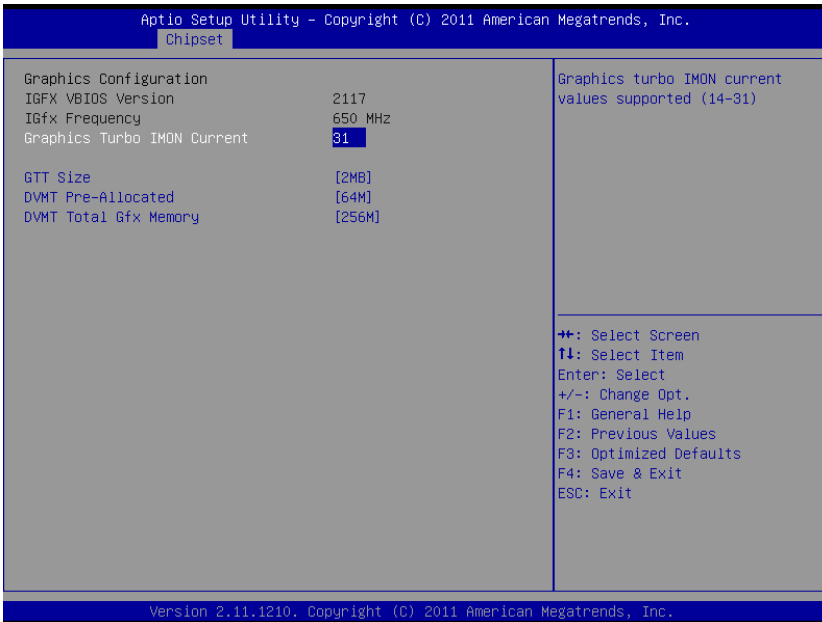 Aptio Setup Utility – Copyright (C) 2011 American Megatrends, Inc.
Chipset
Graphics Configuration
IGFX VBIOS Version 2117
IGfx Frequency 650 MHz
Graphics Turbo IMON Current 31
GTT Size [2MB]
DVMT Pre-Allocated [64M]
DVMT Total Gfx Memory [256M]
Graphics turbo IMON current
values supported (14-31)
→←: Select Screen
↑↓: Select Item
Enter: Select
+/-: Change Opt.
F1: General Help
F2: Previous Values
F3: Optimized Defaults
F4: Save & Exit
ESC: Exit
Version 2.11.1210. Copyright (C) 2011 American Megatrends, Inc.